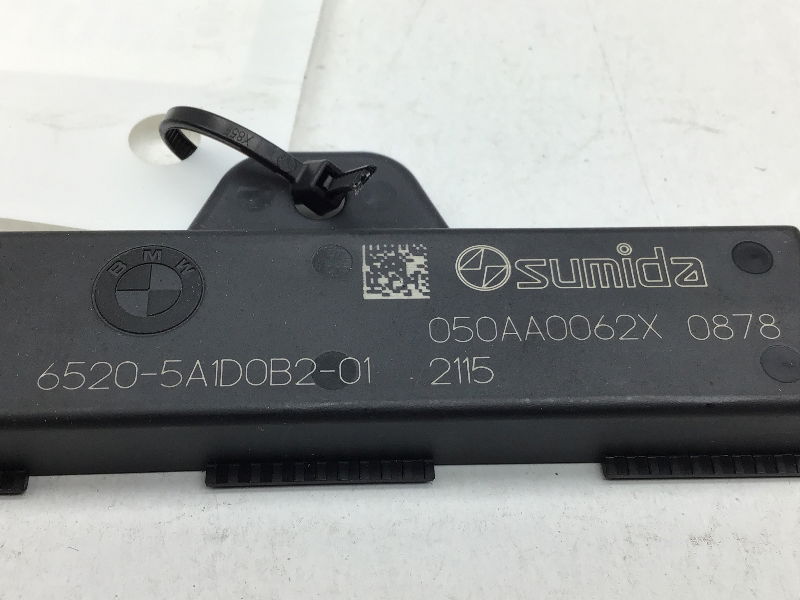 BMW
sumida
050AA0062X 0878
6520-5A1D0B2-01
2115